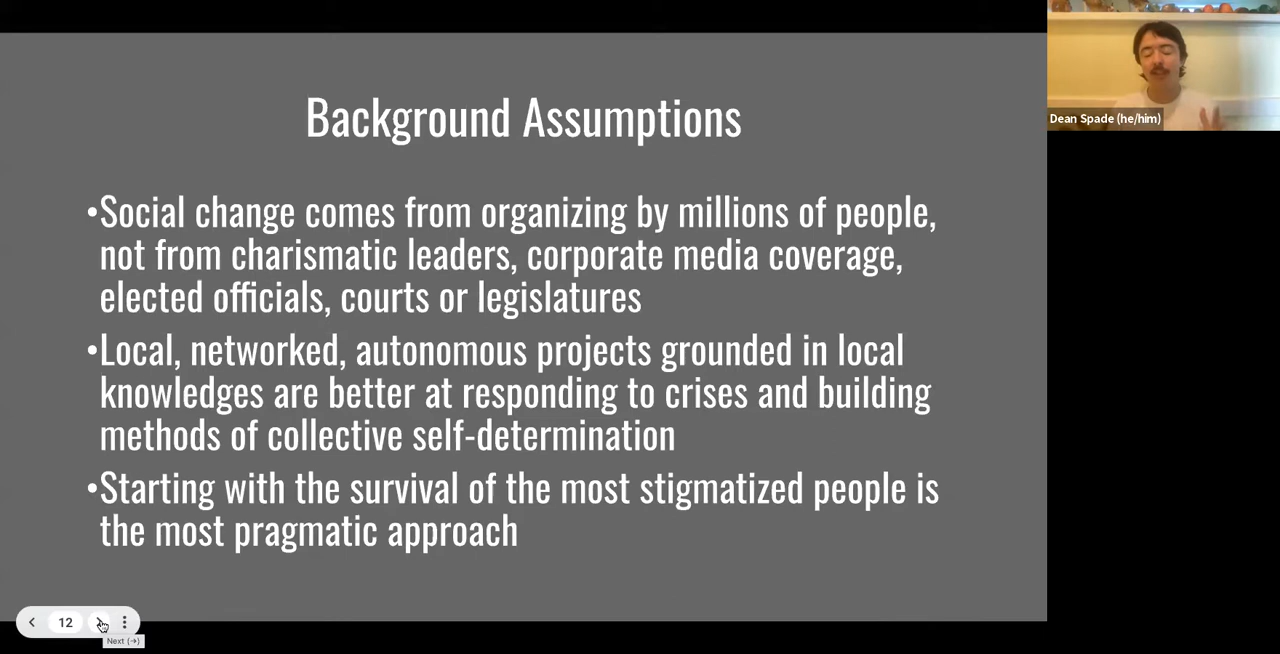 Background Assumptions
•Social change comes from organizing by millions of people,
not from charismatic leaders, corporate media coverage,
elected officials, courts or legislatures
•Local, networked, autonomous projects grounded in local
knowledges are better at responding to crises and building
methods of collective self-determination
•Starting with the survival of the most stigmatized people is
the most pragmatic approach
Dean Spade (he/him)
12
Next (→)